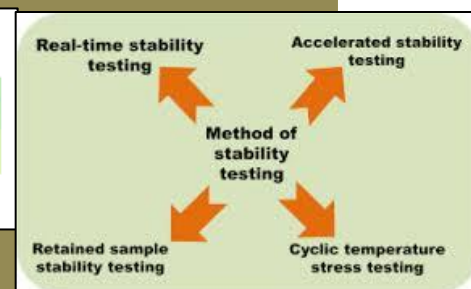 Real-time stability
testing
Accelerated stability
testing
Method of
stability
testing
Retained sample
stability testing
Cyclic temperature
stress testing